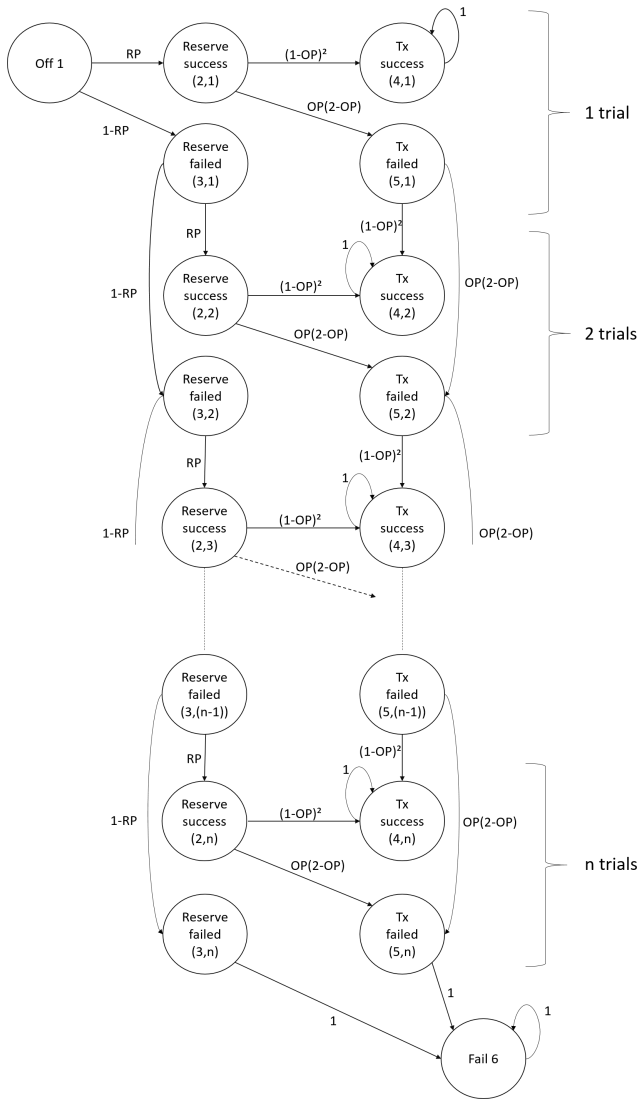 1
Off 1
RP
Reserve
success
(2,1)
(1-OP)²
Tx
success
(4,1)
1-RP
OP(2-OP)
1 trial
Reserve
failed
(3,1)
Tx
failed
(5,1)
RP
(1-OP)²
1
1-RP
Reserve
success
(2,2)
(1-OP)²
Tx
success
(4,2)
OP(2-OP)
OP(2-OP)
2 trials
Reserve
failed
(3,2)
Tx
failed
(5,2)
RP
(1-OP)²
1
1-RP
Reserve
success
(2,3)
(1-OP)²
Tx
success
(4,3)
OP(2-OP)
OP(2-OP)
Reserve
failed
(3,(n-1))
Tx
failed
(5,(n-1))
RP
(1-OP)²
1
1-RP
Reserve
success
(2,n)
(1-OP)²
Tx
success
(4,n)
OP(2-OP)
OP(2-OP)
n trials
Reserve
failed
(3,n)
Tx
failed
(5,n)
1
1
1
Fail 6